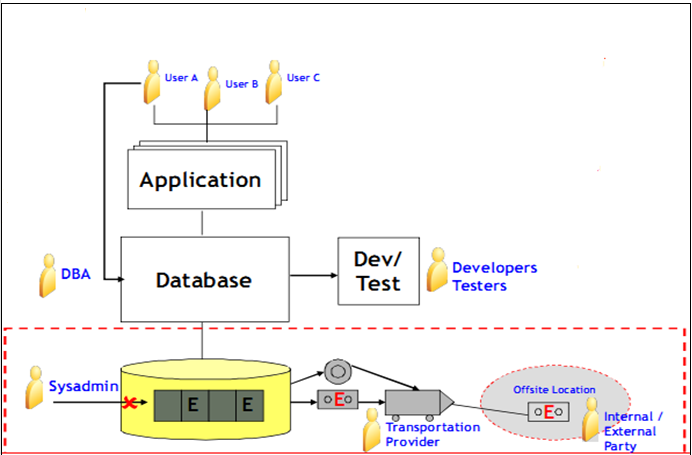 User A
User B
User C
Application
DBA
Database
Dev/
Test
Developers
Testers
Sysadmin
E
E
E
Transportation
Provider
Offsite Location
E
Internal /
External
Party